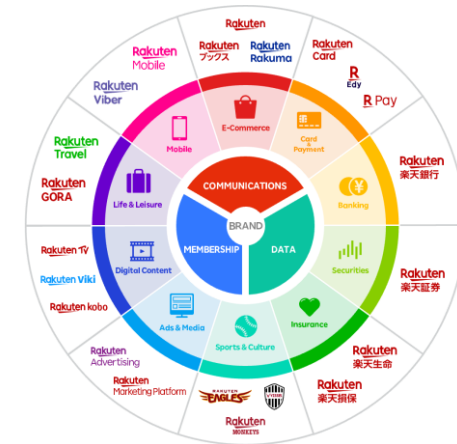 Rakuten
Rakuten
ブックス
Rakuten
Rakuma
Rakuten
Card
R
Edy
R Pay
Rakuten
楽天銀行
Rakuten
楽天証券
Rakuten
楽天生命
Rakuten
楽天損保
RAKUTEN
EAGLES
VISSEL
Rakuten
MONKEYS
Rakuten
Marketing Platform
Rakuten
Advertising
Rakuten kobo
Rakuten Viki
Rakuten TV
Rakuten
GORA
Rakuten
Travel
Rakuten
Viber
Rakuten
Mobile
E-Commerce
Card
&
Payment
Banking
Securities
Insurance
Sports & Culture
Ads & Media
Digital Content
Life & Leisure
Mobile
COMMUNICATIONS
BRAND
MEMBERSHIP
DATA